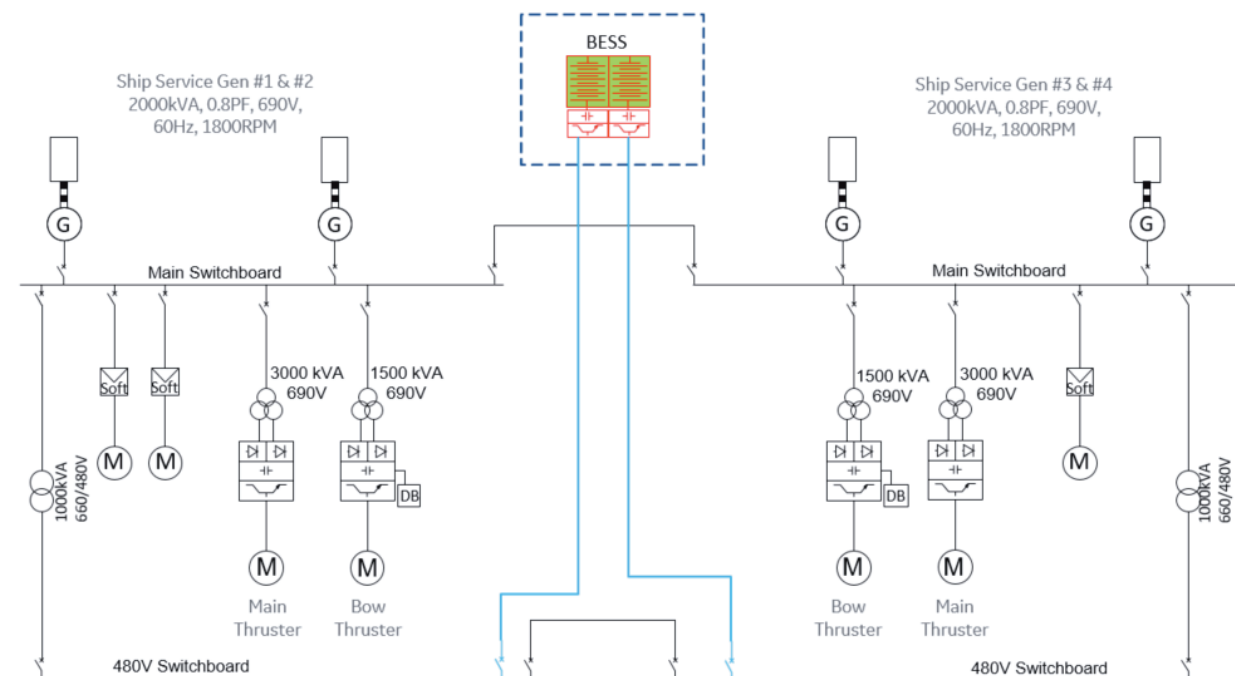 BESS
Ship Service Gen #1 & #2
2000kVA, 0.8PF, 690V,
60Hz, 1800RPM
Ship Service Gen #3 & #4
2000kVA, 0.8PF, 690V,
60Hz, 1800RPM
G
G
G
G
Main Switchboard
Main Switchboard
Soft
Soft
3000 kVA
690V
1500 kVA
690V
1500 kVA
690V
3000 kVA
690V
Soft
M
M
M
1000kVA
660/480V
DB
DB
1000kVA
660/480V
M
M
M
M
Main
Thruster
Bow
Thruster
Bow
Thruster
Main
Thruster
480V Switchboard
480V Switchboard